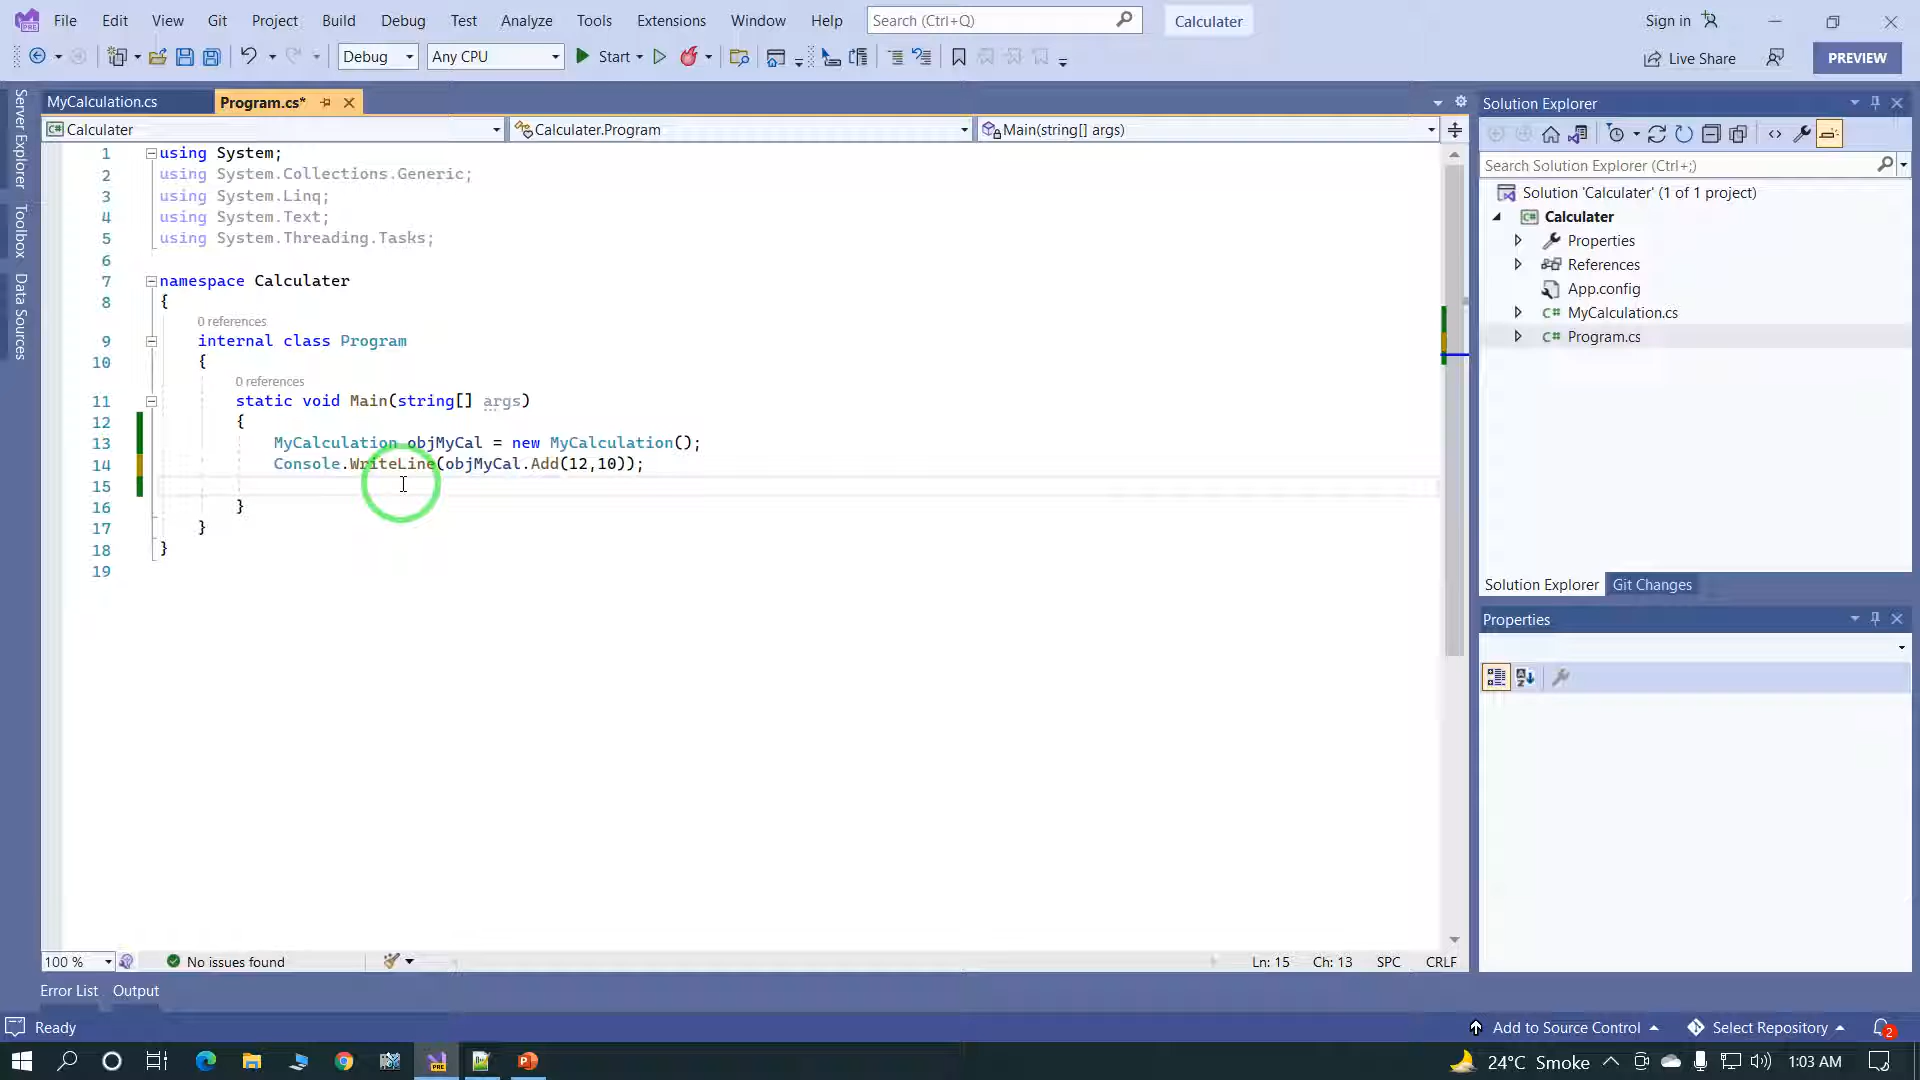 File Edit View Git Project Build Debug Test Analyze Tools Extensions Window Help Search (Ctrl+Q) Calculater Sign in
Debug Any CPU Start Live Share PREVIEW
Server Explorer
Toolbox
Data Sources
MyCalculation.cs Program.cs*
Calculater Calculater.Program Main(string[] args)
1 using System;
2 using System.Collections.Generic;
3 using System.Linq;
4 using System.Text;
5 using System.Threading.Tasks;
6
7 namespace Calculater
8 {
0 references
9 internal class Program
10 {
0 references
11 static void Main(string[] args)
12 {
13 MyCalculation objMyCal = new MyCalculation();
14 Console.WriteLine(objMyCal.Add(12,10));
15
16 }
17 }
18 }
19
100 % No issues found Ln: 15 Ch: 13 SPC CRLF
Error List Output
Solution Explorer
Search Solution Explorer (Ctrl+;)
Solution 'Calculater' (1 of 1 project)
Calculater
Properties
References
App.config
MyCalculation.cs
Program.cs
Solution Explorer Git Changes
Properties
Ready Add to Source Control Select Repository 2
24°C Smoke 1:03 AM